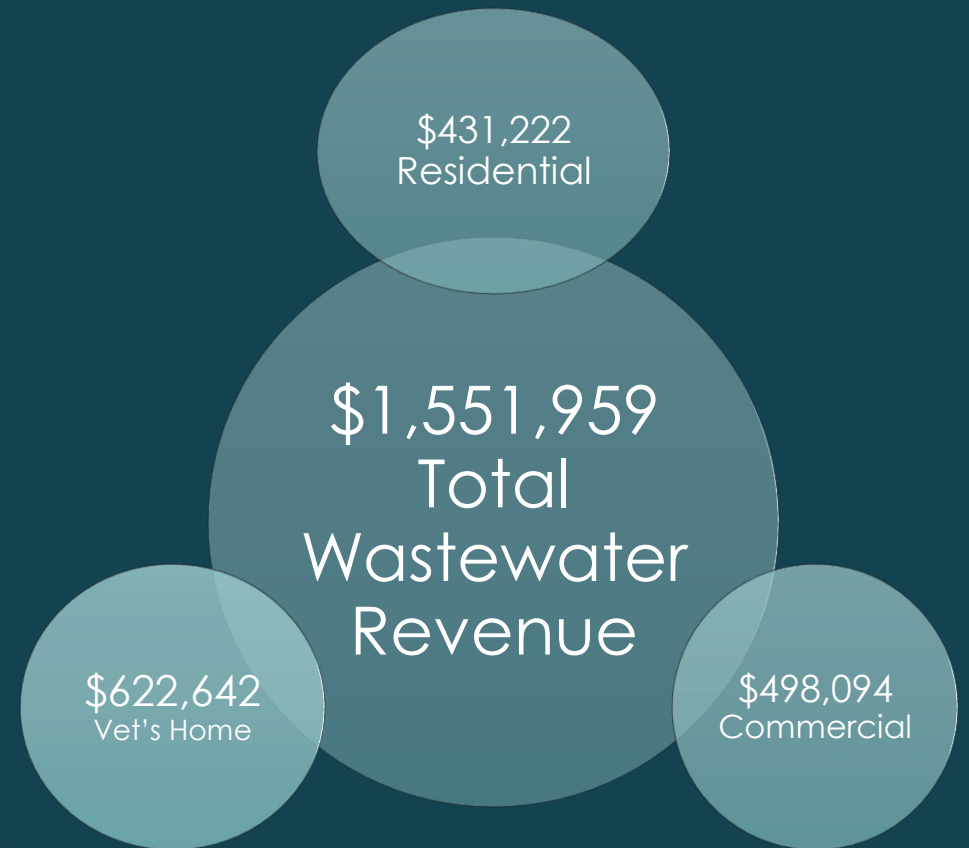 $431,222
Residential
$1,551,959
Total
Wastewater
Revenue
$622,642
Vet’s Home
$498,094
Commercial